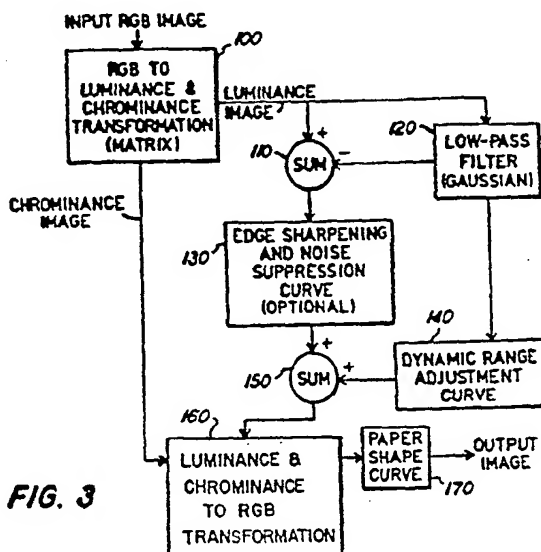 INPUT RGB IMAGE
100
RGB TO
LUMINANCE &
CHROMINANCE
TRANSFORMATION
(MATRIX)
LUMINANCE
IMAGE
120
LOW-PASS
FILTER
(GAUSSIAN)
110
+
SUM
-
CHROMINANCE
IMAGE
130
EDGE SHARPENING
AND NOISE
SUPPRESSION
CURVE
(OPTIONAL)
140
DYNAMIC RANGE
ADJUSTMENT
CURVE
+
150
SUM
+
160
LUMINANCE &
CHROMINANCE
TO RGB
TRANSFORMATION
PAPER
SHAPE
CURVE
170
OUTPUT
IMAGE
FIG. 3